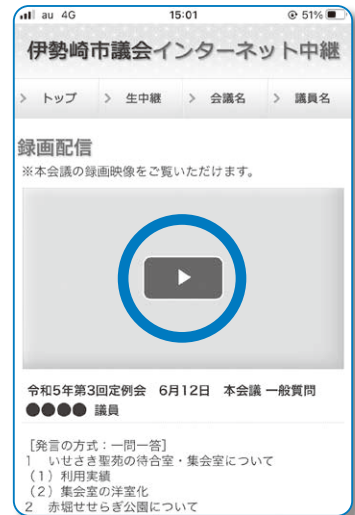 au 4G 15:01 51%
伊勢崎市議会インターネット中継
> トップ > 生中継 > 会議名 > 議員名
録画配信
※本会議の録画映像をご覧いただけます。
令和5年第3回定例会 6月12日 本会議 一般質問
●●●● 議員
[発言の方式:一問一答]
1 いせさき聖苑の待合室・集会室について
(1)利用実績
(2)集会室の洋室化
2 赤堀せせらぎ公園について